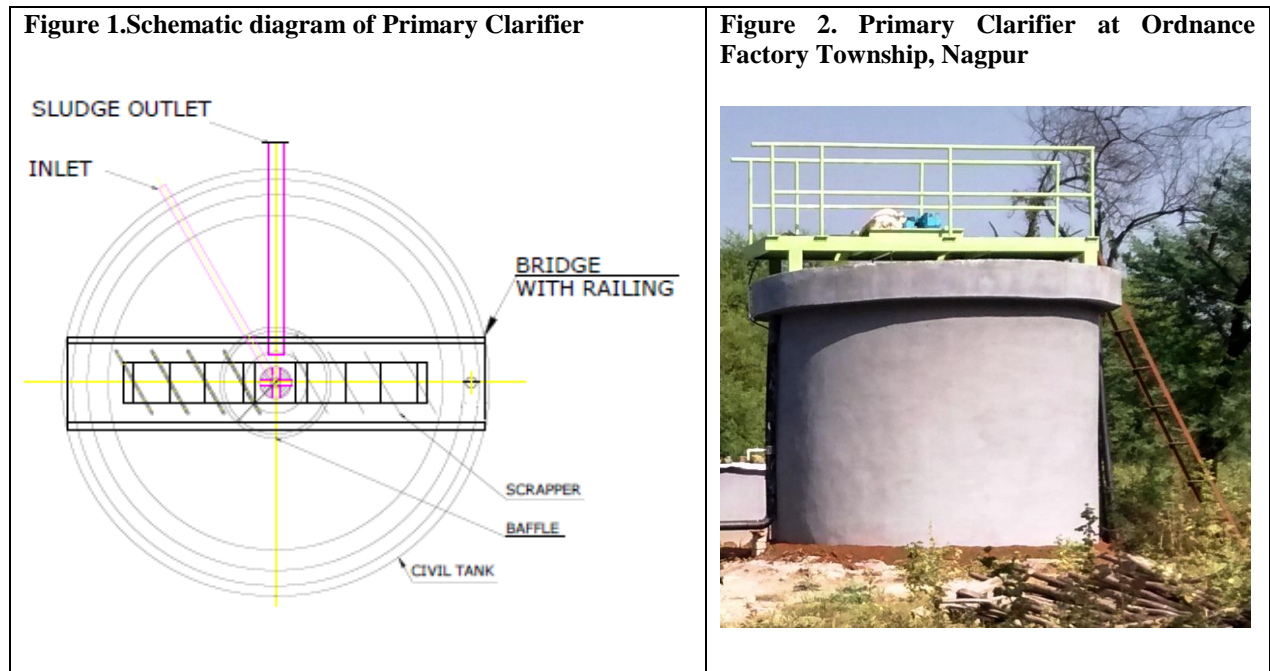 Figure 1.Schematic diagram of Primary Clarifier
SLUDGE OUTLET
INLET
BRIDGE
WITH RAILING
SCRAPPER
BAFFLE
CIVIL TANK
Figure 2. Primary Clarifier at Ordnance
Factory Township, Nagpur